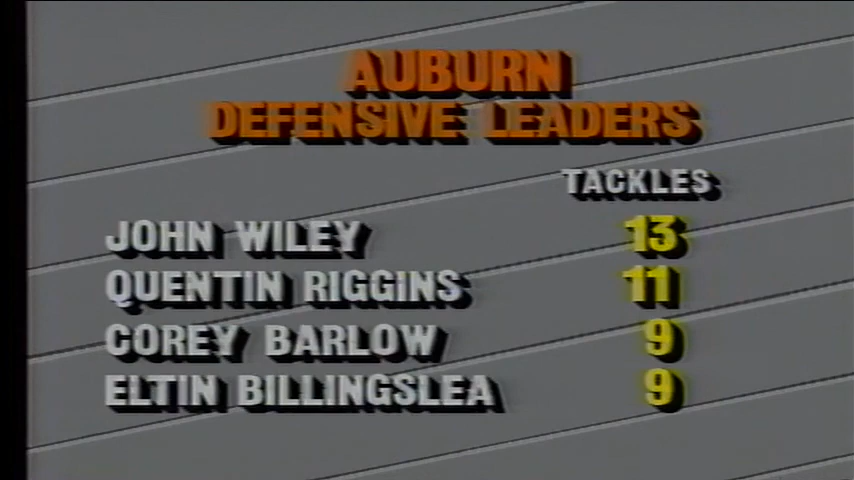 AUBURN
DEFENSIVE LEADERS
TACKLES
JOHN WILEY 13
QUENTIN RIGGINS 11
COREY BARLOW 9
ELTIN BILLINGSLEA 9